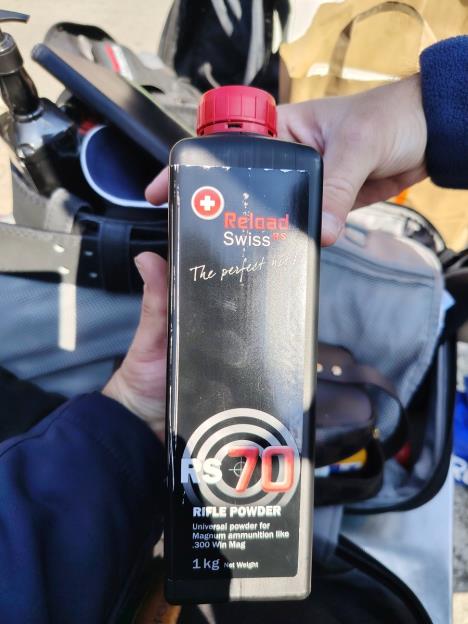 Reload
Swiss RS
The perfect
RS 70
RIFLE POWDER
Universal powder for
Magnum ammunition like
.300 Win Mag
1 kg Net Weight